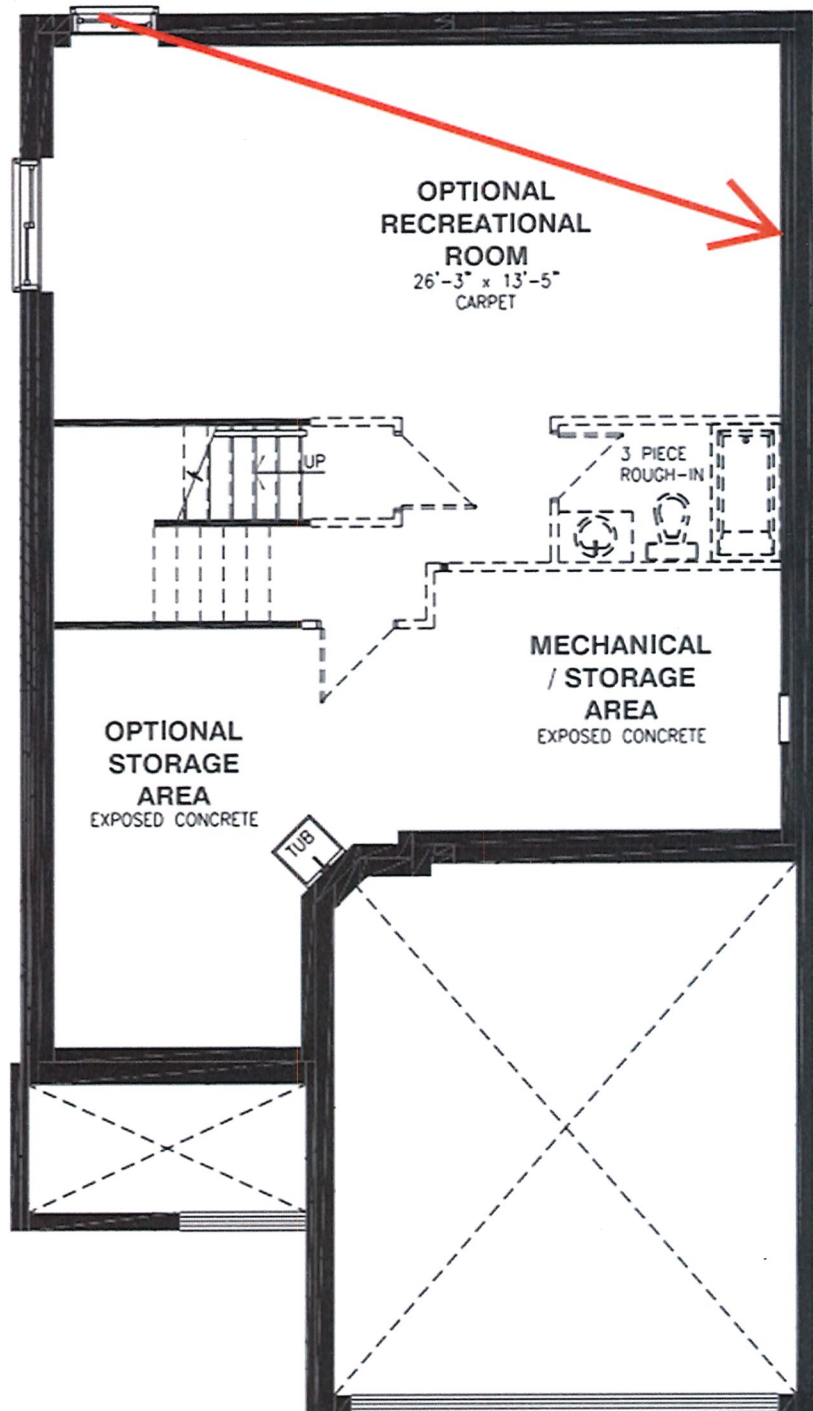 OPTIONAL
RECREATIONAL
ROOM
26'-3" x 13'-5"
CARPET
UP
3 PIECE
ROUGH-IN
MECHANICAL
/ STORAGE
AREA
EXPOSED CONCRETE
OPTIONAL
STORAGE
AREA
EXPOSED CONCRETE
TUB